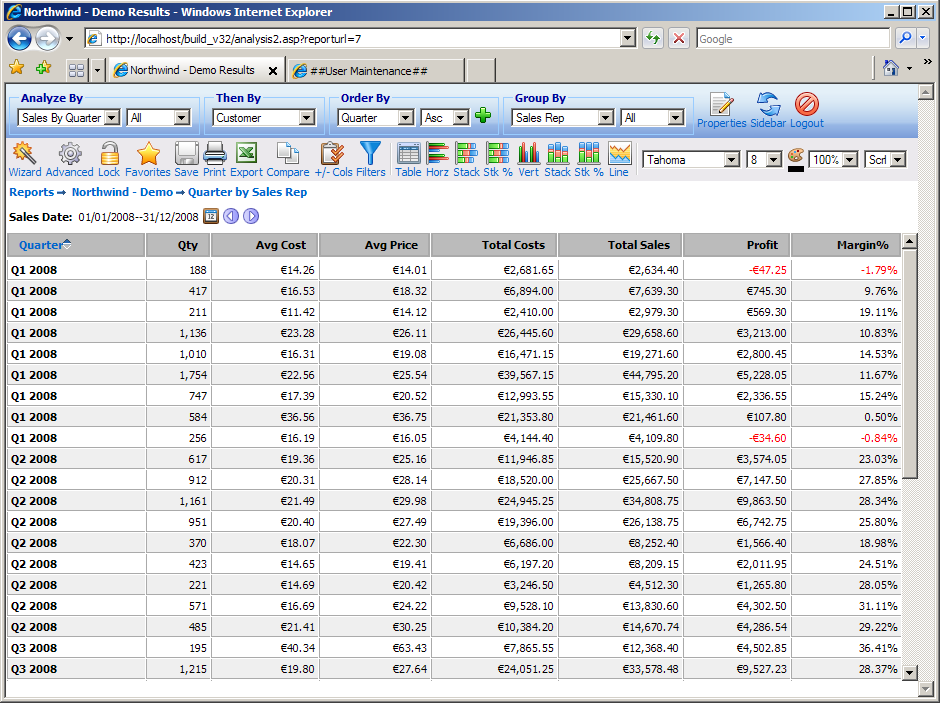 Northwind - Demo Results - Windows Internet Explorer
http://localhost/build_v32/analysis2.asp?reporturl=7
Google
Northwind - Demo Results
##User Maintenance##
Analyze By Then By Order By Group By
Sales By Quarter All Customer Quarter Asc Sales Rep All
Properties Sidebar Logout
Wizard Advanced Lock Favorites Save Print Export Compare +/- Cols Filters Table Horz Stack Stk % Vert Stack Stk % Line
Tahoma 8 100% Scrl
Reports Northwind - Demo Quarter by Sales Rep
Sales Date: 01/01/2008--31/12/2008 12
Quarter Qty Avg Cost Avg Price Total Costs Total Sales Profit Margin%
Q1 2008 188 €14.26 €14.01 €2,681.65 €2,634.40 -€47.25 -1.79%
Q1 2008 417 €16.53 €18.32 €6,894.00 €7,639.30 €745.30 9.76%
Q1 2008 211 €11.42 €14.12 €2,410.00 €2,979.30 €569.30 19.11%
Q1 2008 1,136 €23.28 €26.11 €26,445.60 €29,658.60 €3,213.00 10.83%
Q1 2008 1,010 €16.31 €19.08 €16,471.15 €19,271.60 €2,800.45 14.53%
Q1 2008 1,754 €22.56 €25.54 €39,567.15 €44,795.20 €5,228.05 11.67%
Q1 2008 747 €17.39 €20.52 €12,993.55 €15,330.10 €2,336.55 15.24%
Q1 2008 584 €36.56 €36.75 €21,353.80 €21,461.60 €107.80 0.50%
Q1 2008 256 €16.19 €16.05 €4,144.40 €4,109.80 -€34.60 -0.84%
Q2 2008 617 €19.36 €25.16 €11,946.85 €15,520.90 €3,574.05 23.03%
Q2 2008 912 €20.31 €28.14 €18,520.00 €25,667.50 €7,147.50 27.85%
Q2 2008 1,161 €21.49 €29.98 €24,945.25 €34,808.75 €9,863.50 28.34%
Q2 2008 951 €20.40 €27.49 €19,396.00 €26,138.75 €6,742.75 25.80%
Q2 2008 370 €18.07 €22.30 €6,686.00 €8,252.40 €1,566.40 18.98%
Q2 2008 423 €14.65 €19.41 €6,197.20 €8,209.15 €2,011.95 24.51%
Q2 2008 221 €14.69 €20.42 €3,246.50 €4,512.30 €1,265.80 28.05%
Q2 2008 571 €16.69 €24.22 €9,528.10 €13,830.60 €4,302.50 31.11%
Q2 2008 485 €21.41 €30.25 €10,384.20 €14,670.74 €4,286.54 29.22%
Q3 2008 195 €40.34 €63.43 €7,865.55 €12,368.40 €4,502.85 36.41%
Q3 2008 1,215 €19.80 €27.64 €24,051.25 €33,578.48 €9,527.23 28.37%